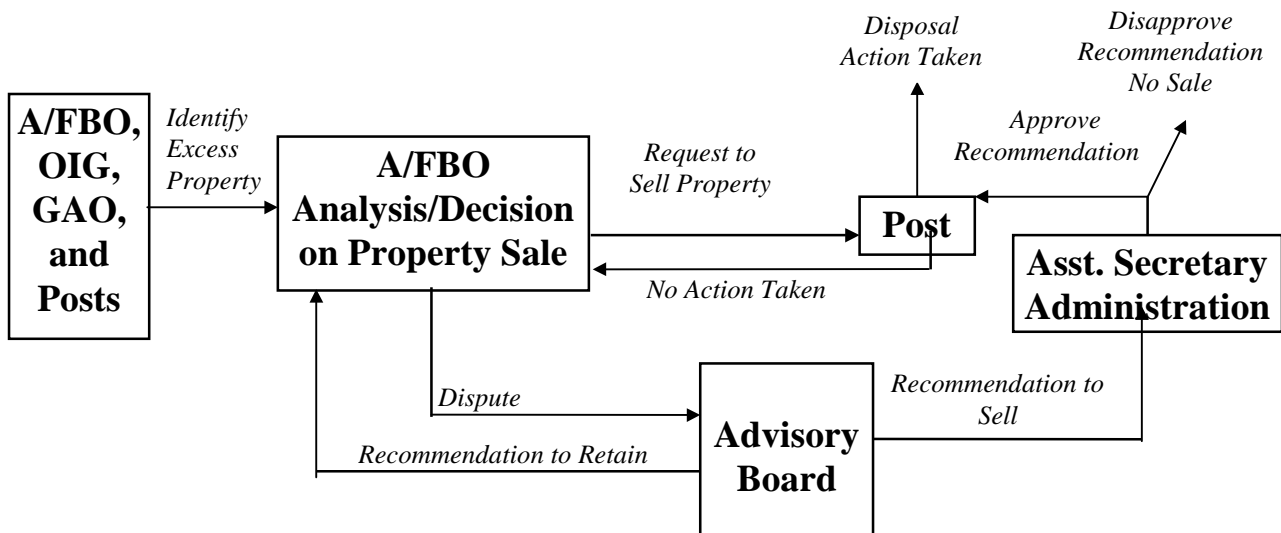 A/FBO,
OIG,
GAO,
and
Posts
Identify
Excess
Property
A/FBO
Analysis/Decision
on Property Sale
Request to
Sell Property
No Action Taken
Disposal
Action Taken
Post
Disapprove
Recommendation
No Sale
Approve
Recommendation
Asst. Secretary
Administration
Dispute
Recommendation to Retain
Advisory
Board
Recommendation to
Sell